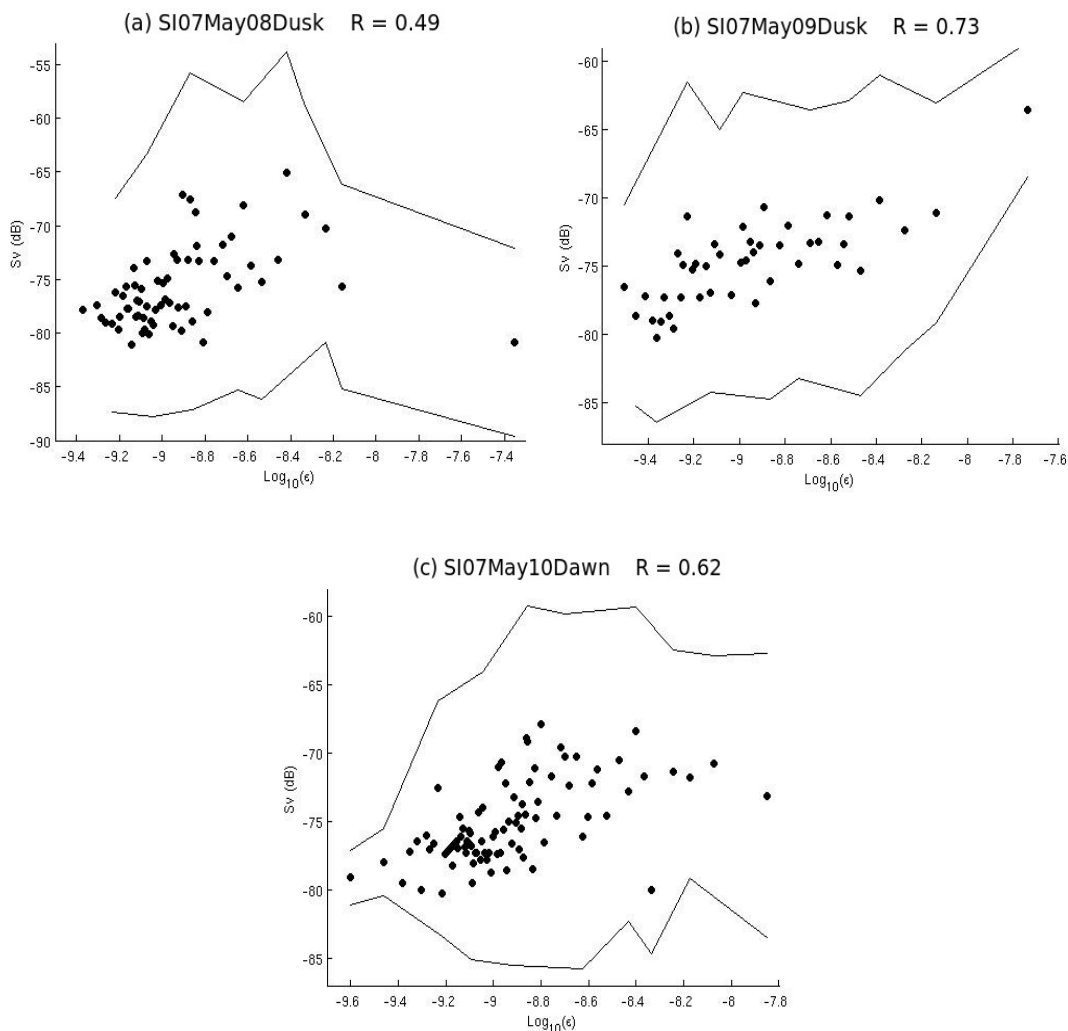 (a) SI07May08Dusk R = 0.49
-55
-60
-65
-70
-75
-80
-85
-90
Sv (dB)
-9.4 -9.2 -9 -8.8 -8.6 -8.4 -8.2 -8 -7.8 -7.6 -7.4
Log10(ϵ)
(b) SI07May09Dusk R = 0.73
-60
-65
-70
-75
-80
-85
Sv (dB)
-9.4 -9.2 -9 -8.8 -8.6 -8.4 -8.2 -8 -7.8 -7.6
Log10(ϵ)
(c) SI07May10Dawn R = 0.62
-60
-65
-70
-75
-80
-85
Sv (dB)
-9.6 -9.4 -9.2 -9 -8.8 -8.6 -8.4 -8.2 -8 -7.8
Log10(ϵ)